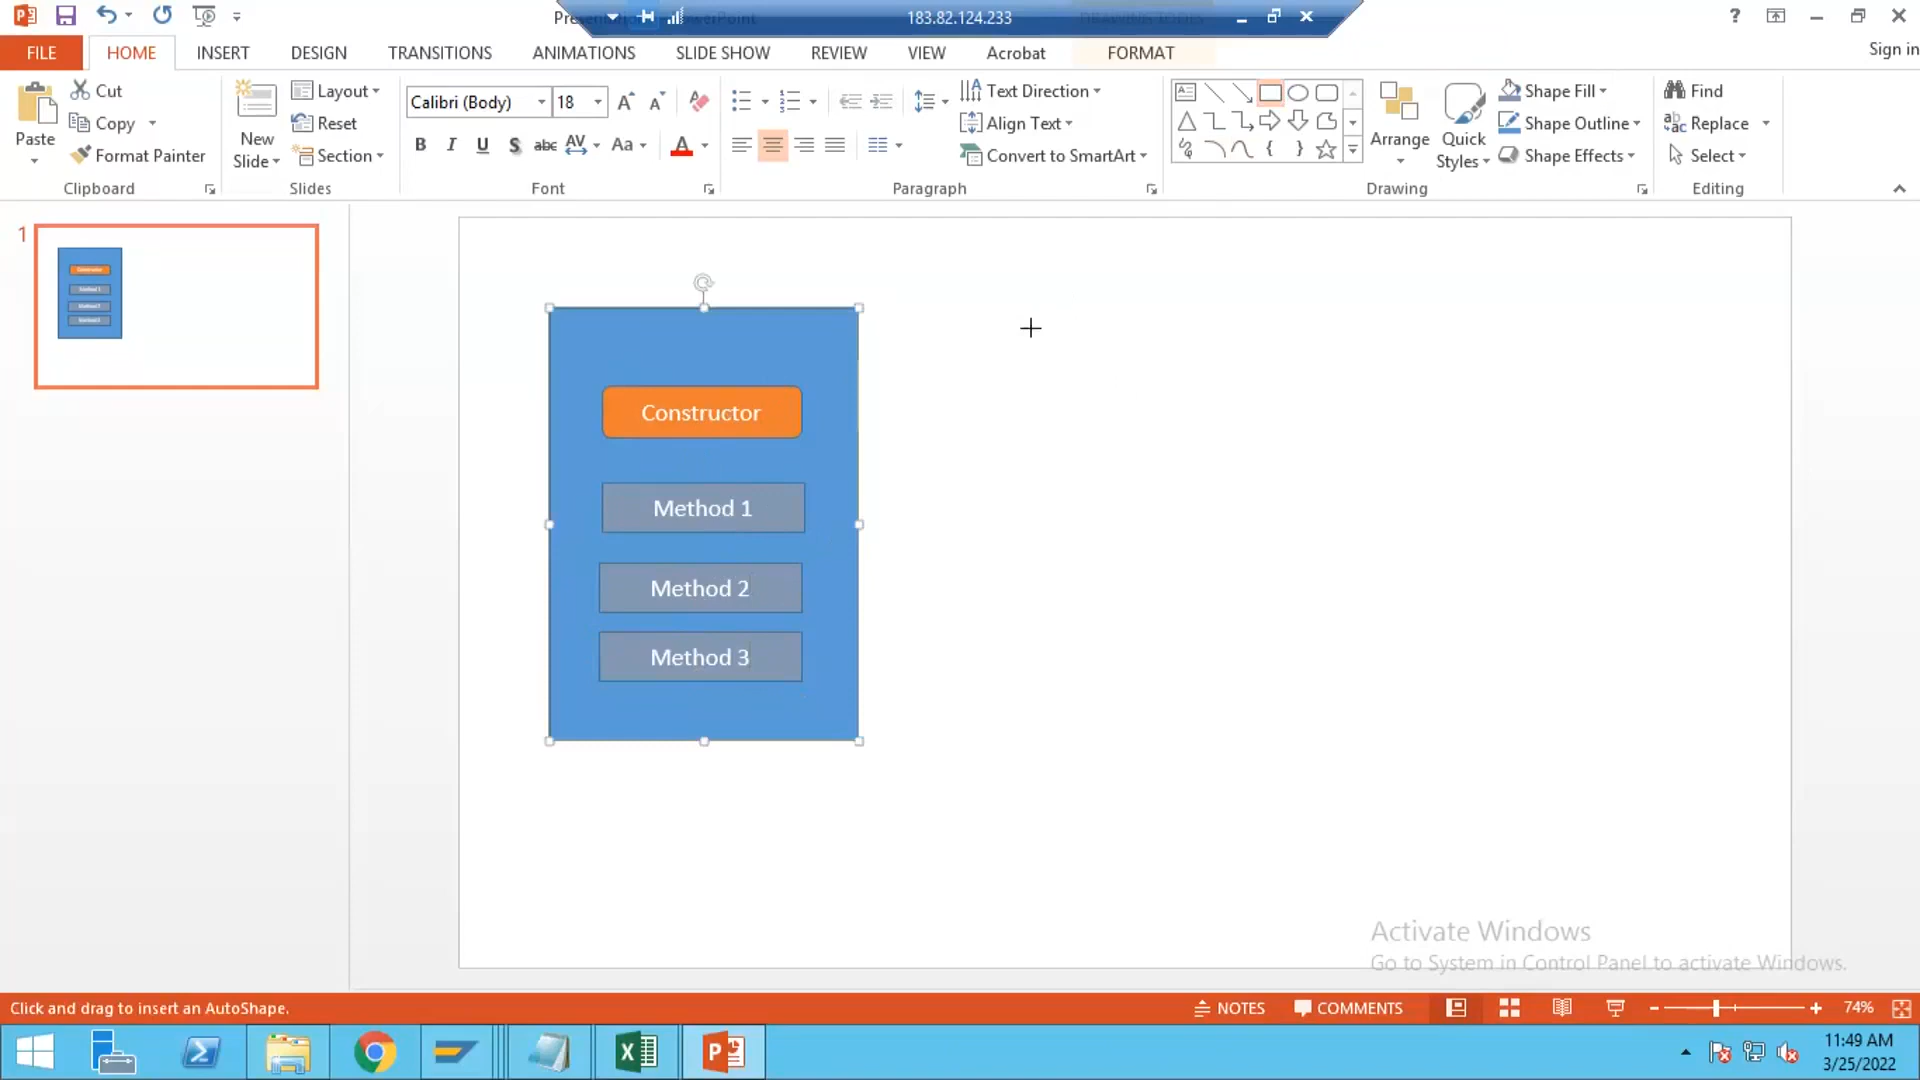 183.82.124.233
FILE HOME INSERT DESIGN TRANSITIONS ANIMATIONS SLIDE SHOW REVIEW VIEW Acrobat FORMAT Sign in
Paste
Cut
Copy
Format Painter
Clipboard
New Slide
Layout
Reset
Section
Slides
Calibri (Body) 18
B I U S abc AV Aa A
Font
Text Direction
Align Text
Convert to SmartArt
Paragraph
Arrange
Quick Styles
Shape Fill
Shape Outline
Shape Effects
Drawing
Find
Replace
Select
Editing
1
Constructor
Method 1
Method 2
Method 3
Activate Windows
Go to System in Control Panel to activate Windows.
Click and drag to insert an AutoShape.
NOTES COMMENTS 74%
11:49 AM
3/25/2022